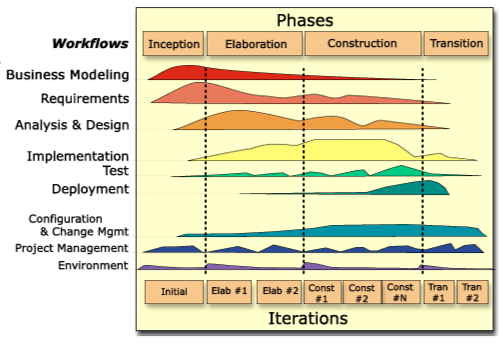 Phases
Workflows
Inception Elaboration Construction Transition
Business Modeling
Requirements
Analysis & Design
Implementation
Test
Deployment
Configuration
& Change Mgmt
Project Management
Environment
Initial Elab #1 Elab #2 Const #1 Const #2 Const #N Tran #1 Tran #2
Iterations